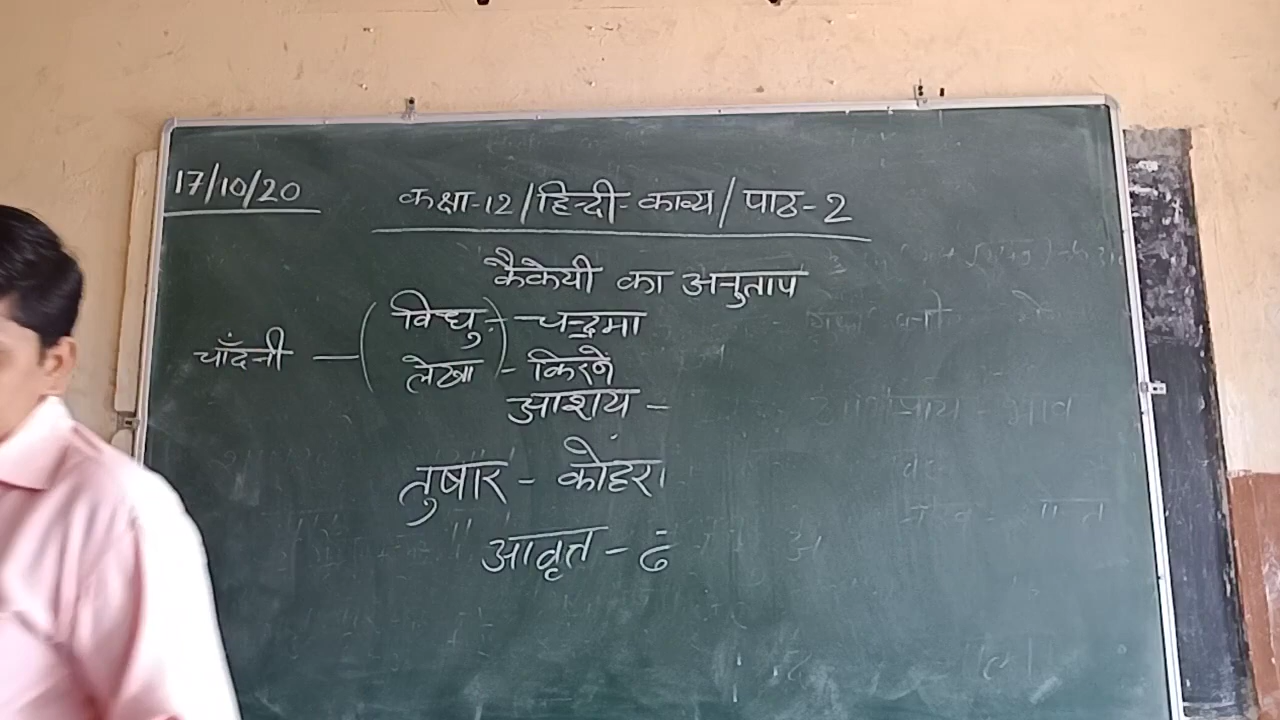 17/10/20
कक्षा-12/हिन्दी-काव्य/पाठ-2
कैकेयी का अनुताप
विधु - चन्द्रमा
चाँदनी — ( लेखा ) - किरणें
आशय -
तुषार - कोहरा
आवृत्त - ढं